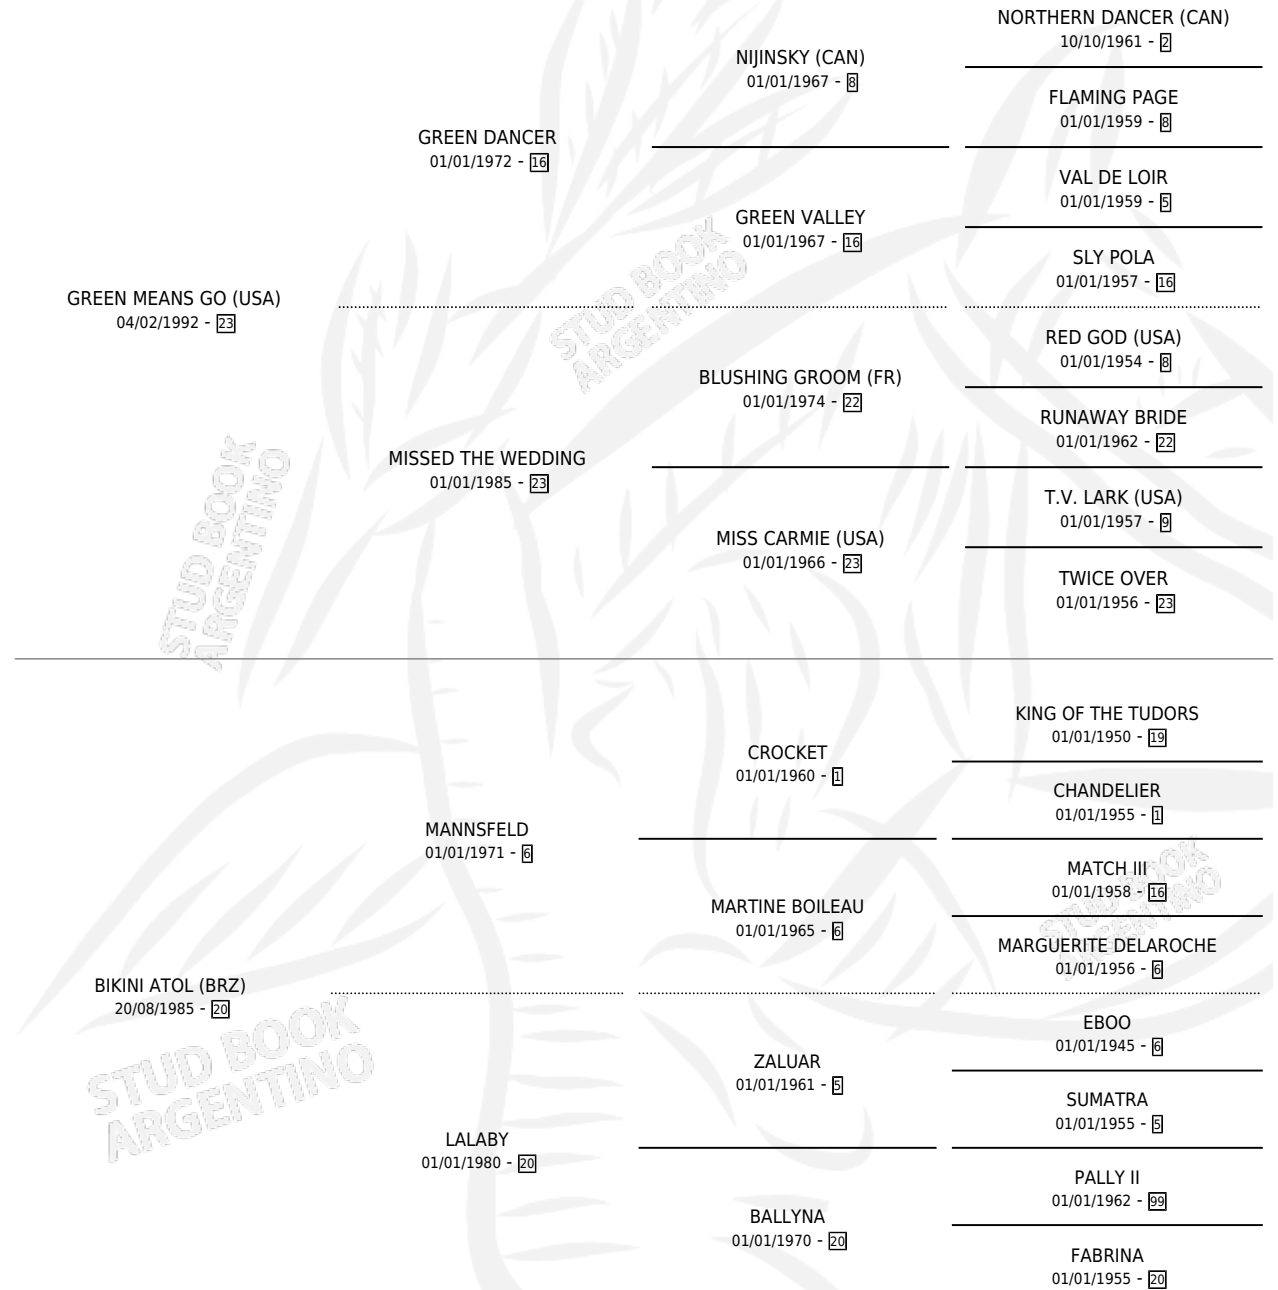 NORTHERN DANCER (CAN)
10/10/1961 - 2
NIJINSKY (CAN)
01/01/1967 - 8
FLAMING PAGE
01/01/1959 - 8
GREEN DANCER
01/01/1972 - 16
VAL DE LOIR
01/01/1959 - 5
GREEN VALLEY
01/01/1967 - 16
SLY POLA
01/01/1957 - 16
GREEN MEANS GO (USA)
04/02/1992 - 23
STUD BOOK
ARGENTINO
RED GOD (USA)
01/01/1954 - 8
BLUSHING GROOM (FR)
01/01/1974 - 22
RUNAWAY BRIDE
01/01/1962 - 22
MISSED THE WEDDING
01/01/1985 - 23
T.V. LARK (USA)
01/01/1957 - 9
MISS CARMIE (USA)
01/01/1966 - 23
TWICE OVER
01/01/1956 - 23
STUD BOOK
ARGENTINO
KING OF THE TUDORS
01/01/1950 - 19
CROCKET
01/01/1960 - 1
CHANDELIER
01/01/1955 - 1
MANNSFELD
01/01/1971 - 6
MATCH III
01/01/1958 - 16
MARTINE BOILEAU
01/01/1965 - 6
STUD BOOK
ARGENTINO
MARGUERITE DELAROCHE
01/01/1956 - 6
BIKINI ATOL (BRZ)
20/08/1985 - 20
EBOO
01/01/1945 - 6
ZALUAR
01/01/1961 - 5
STUD BOOK
ARGENTINO
SUMATRA
01/01/1955 - 5
LALABY
01/01/1980 - 20
PALLY II
01/01/1962 - 99
BALLYNA
01/01/1970 - 20
FABRINA
01/01/1955 - 20